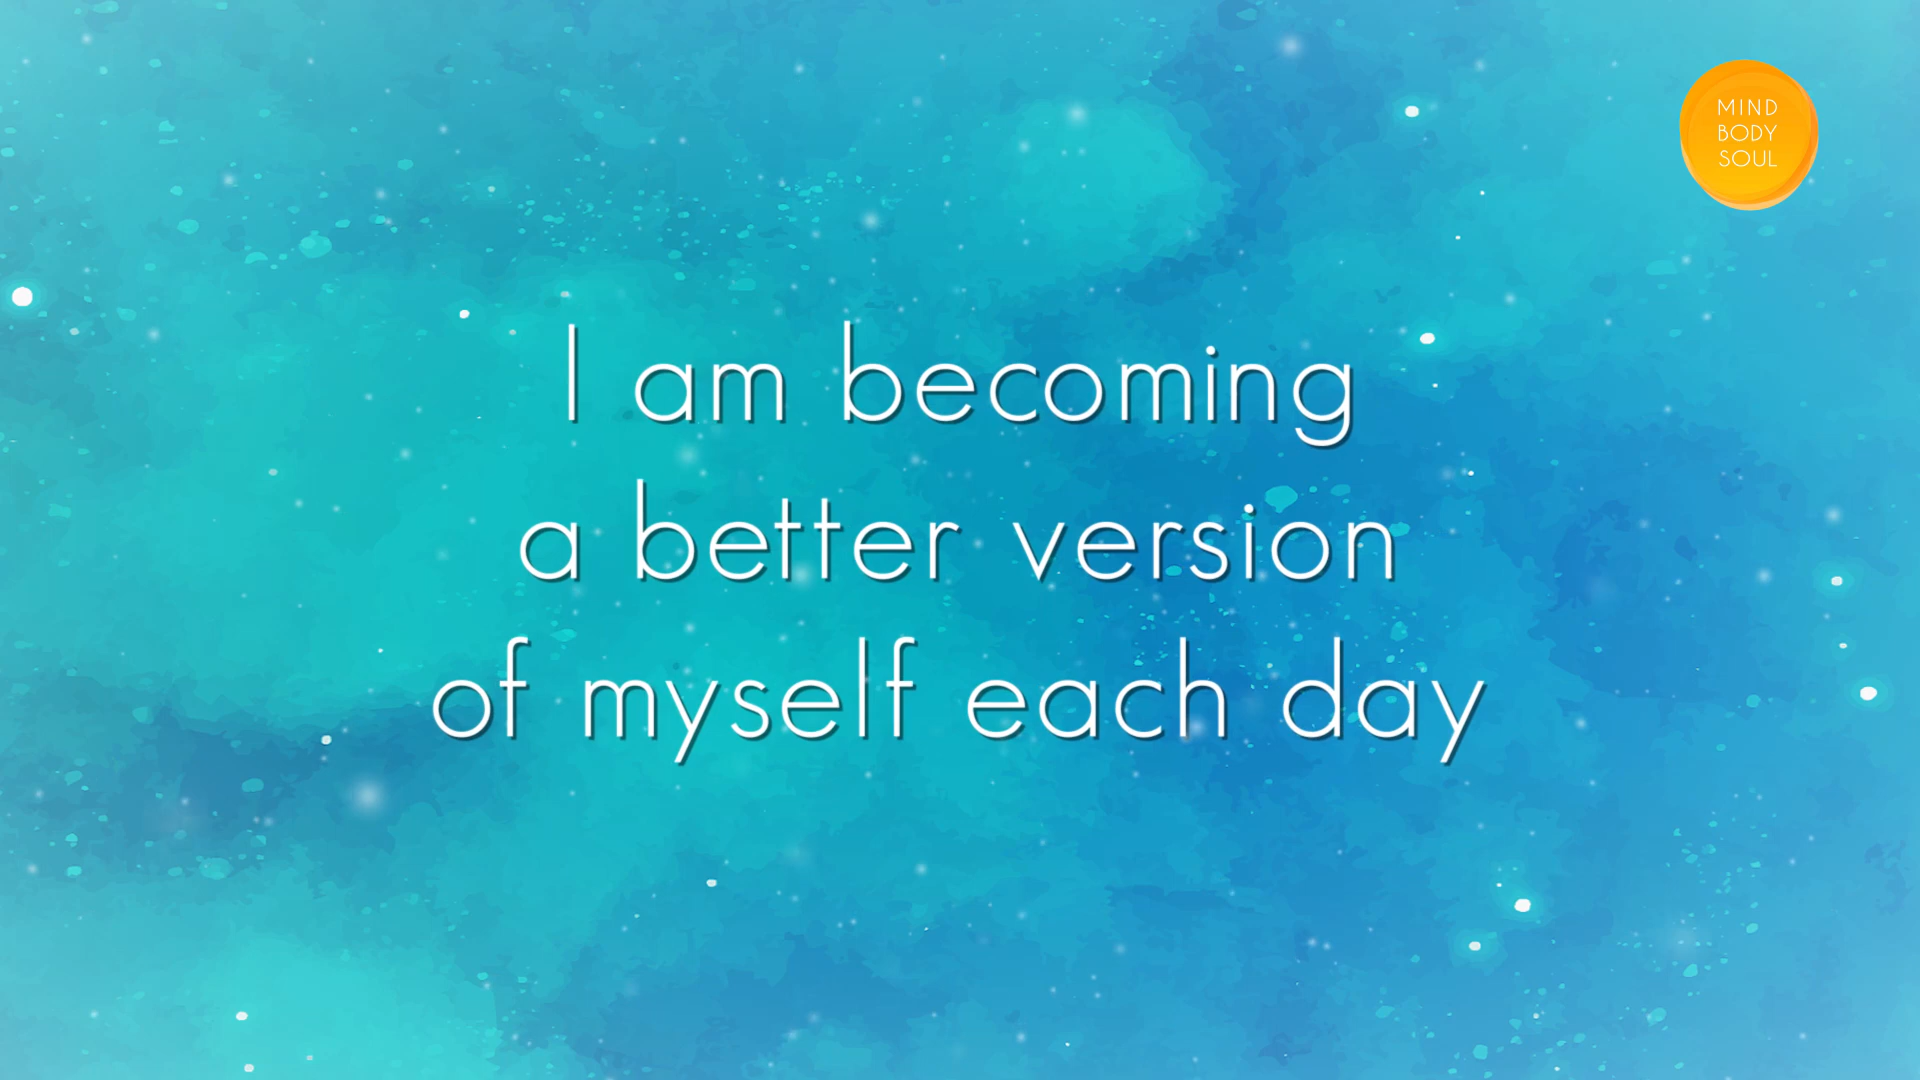 MIND
BODY
SOUL
I am becoming
a better version
of myself each day